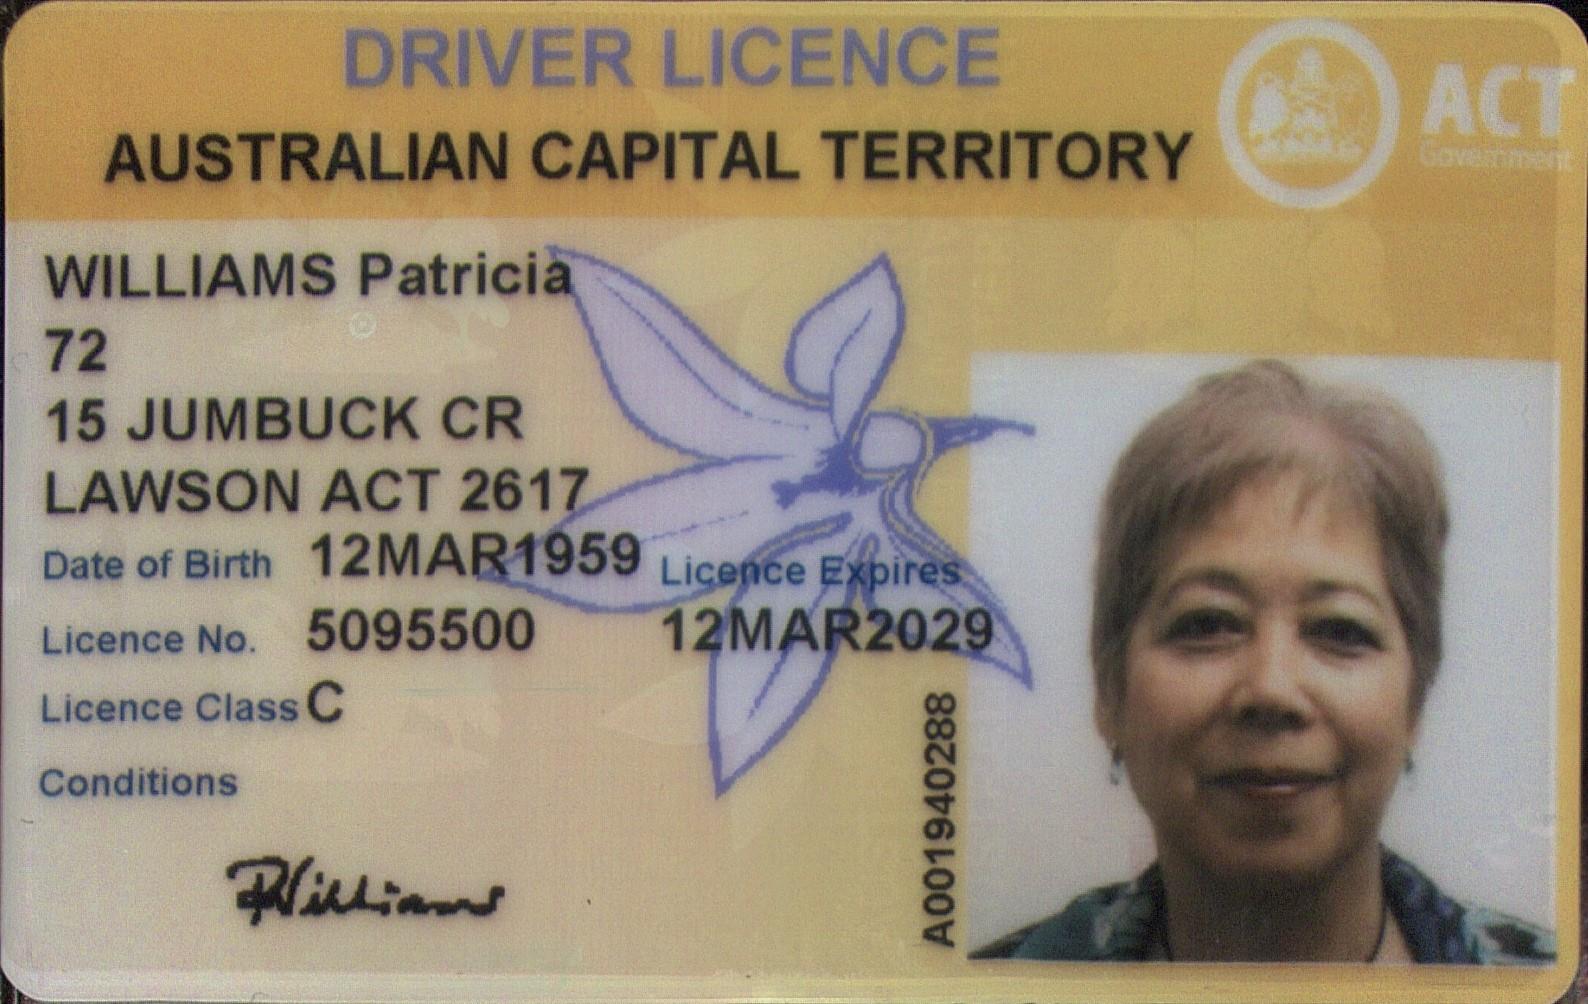 DRIVER LICENCE
ACT
Government
AUSTRALIAN CAPITAL TERRITORY
WILLIAMS Patricia
72
15 JUMBUCK CR
LAWSON ACT 2617
Date of Birth 12MAR1959 Licence Expires
Licence No. 5095500 12MAR2029
Licence Class C
Conditions
A001940288
PWilliams